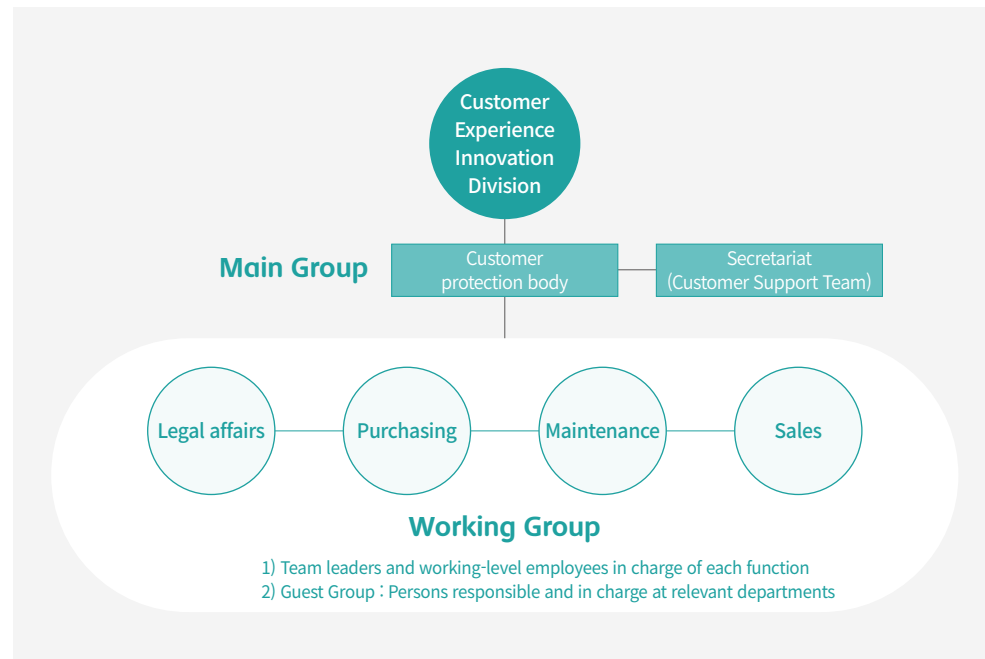 Customer
Experience
Innovation
Division
Main Group
Customer
protection body
Secretariat
(Customer Support Team)
Legal affairs
Purchasing
Maintenance
Sales
Working Group
1) Team leaders and working-level employees in charge of each function
2) Guest Group : Persons responsible and in charge at relevant departments